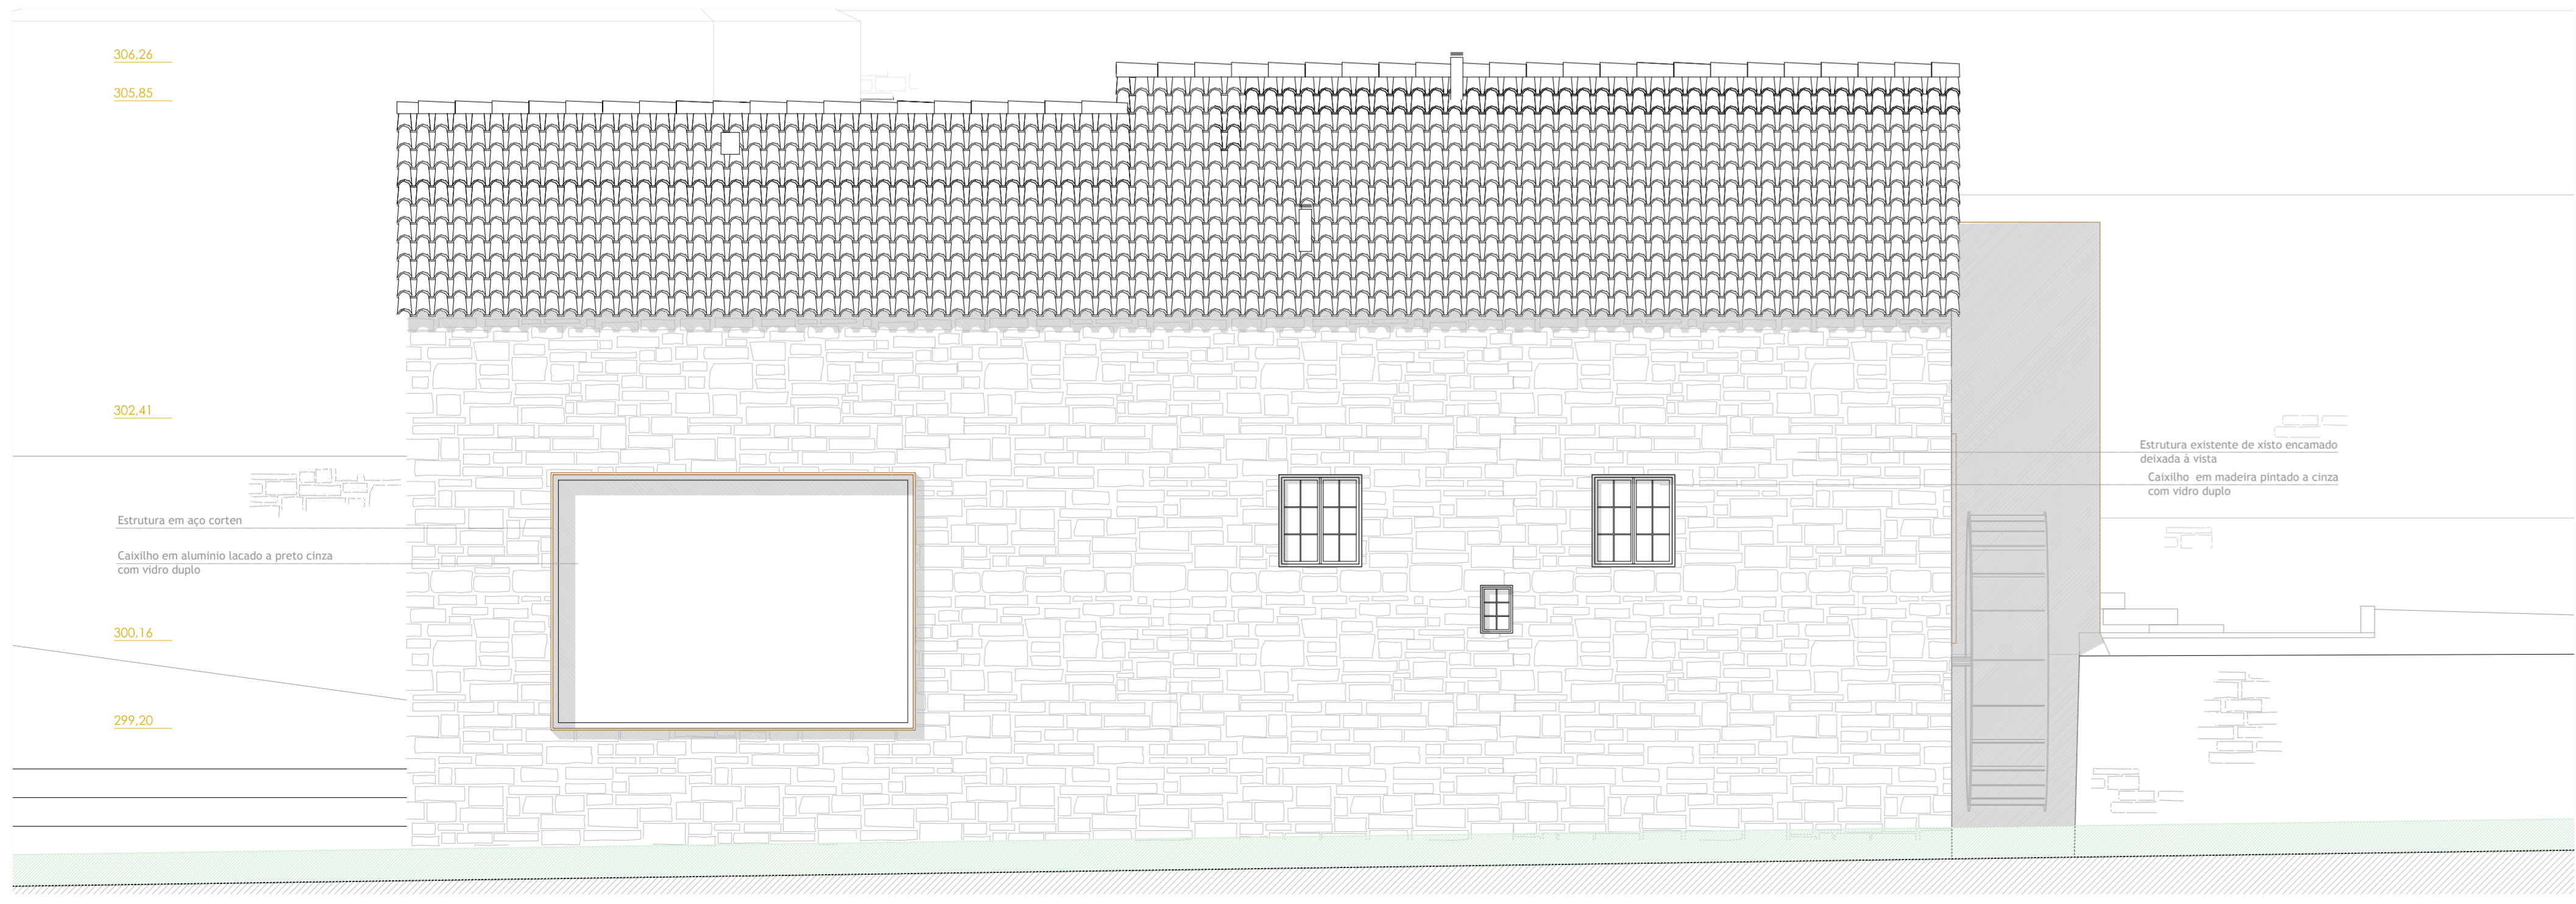 306,26
305,85
302,41
Estrutura existente de xisto encamado
deixada à vista
Caixilho em madeira pintado a cinza
com vidro duplo
Estrutura em aço corten
Caixilho em aluminio lacado a preto cinza
com vidro duplo
300,16
299,20